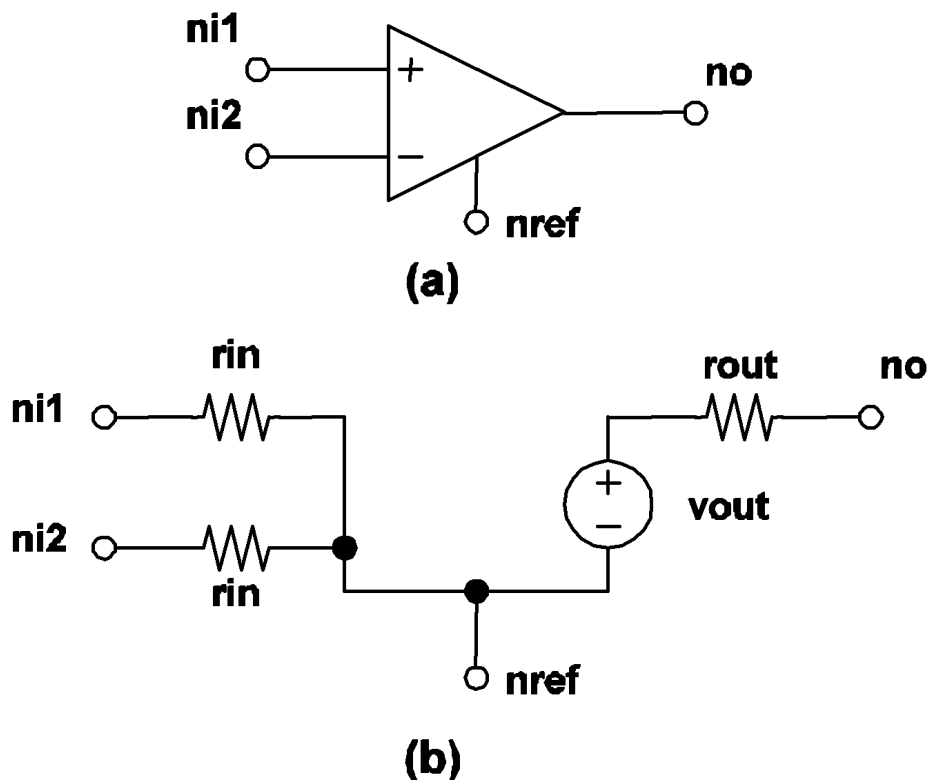 ni1
+
no
ni2
−
nref
(a)
rin
rout
no
ni1
+
vout
−
ni2
rin
nref
(b)